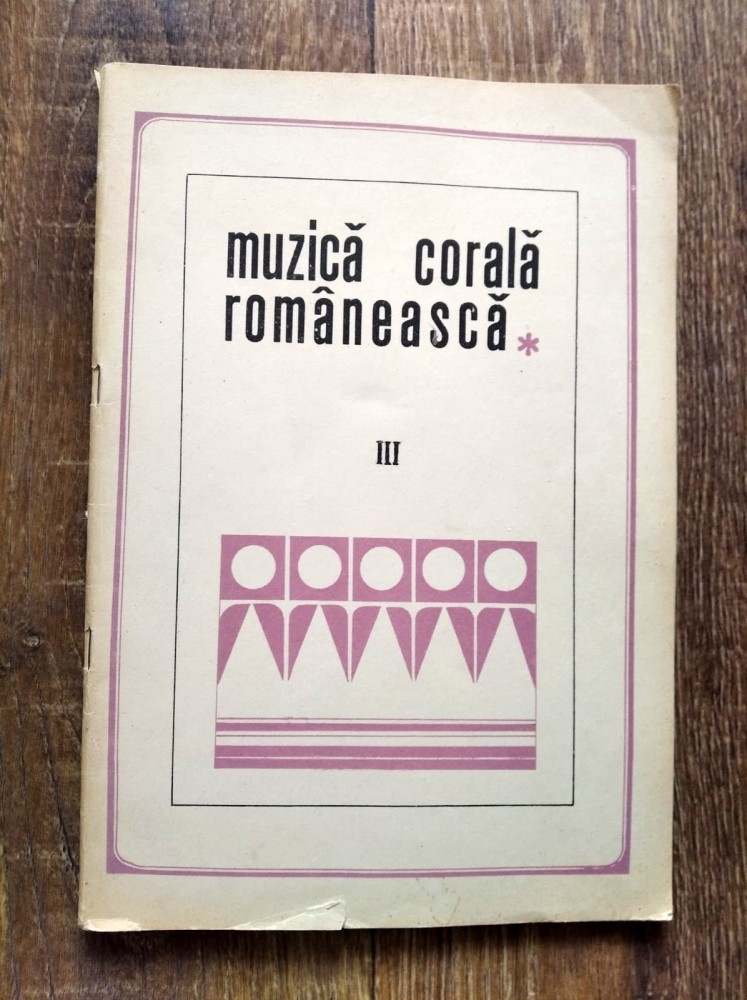 muzică corală
românească*
III